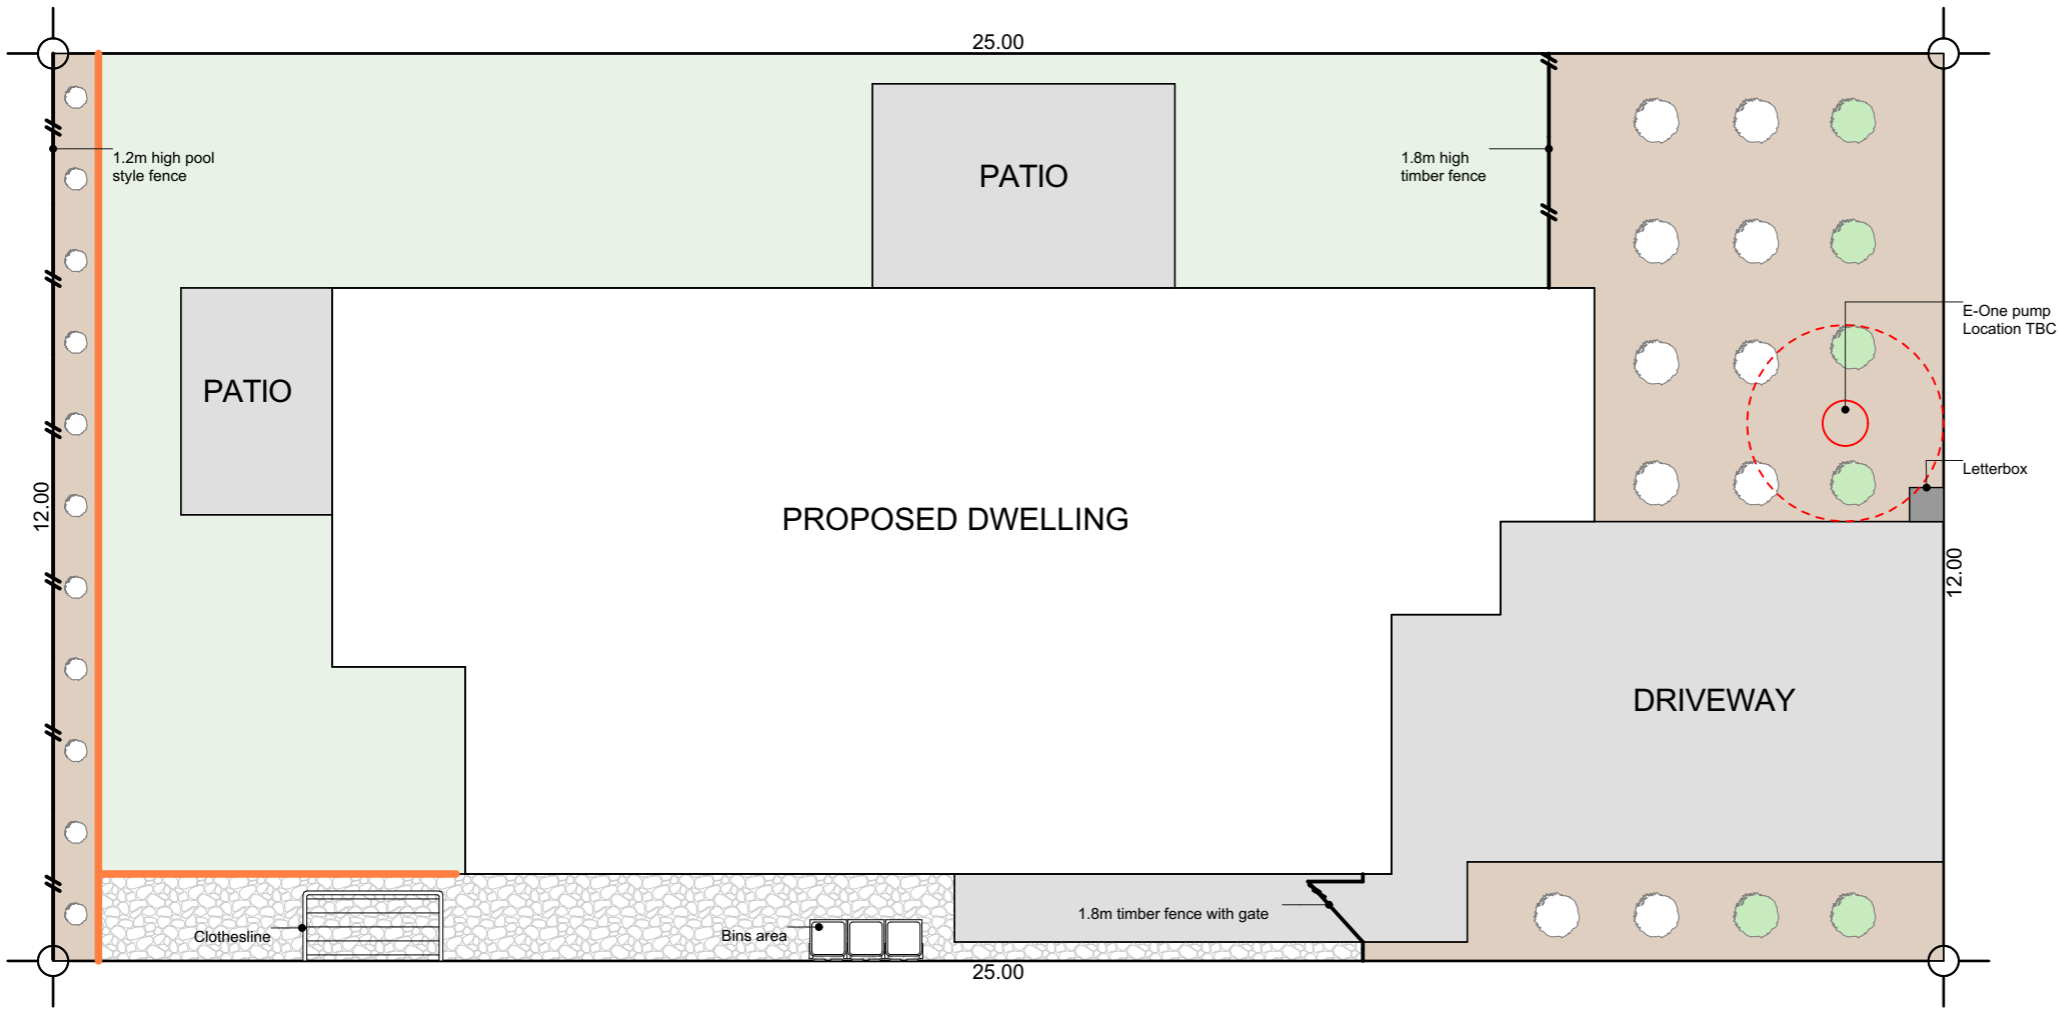 25.00
1.2m high pool
style fence
PATIO
1.8m high
timber fence
E-One pump
Location TBC
PATIO
Letterbox
12.00
PROPOSED DWELLING
12.00
DRIVEWAY
1.8m timber fence with gate
Clothesline
Bins area
25.00